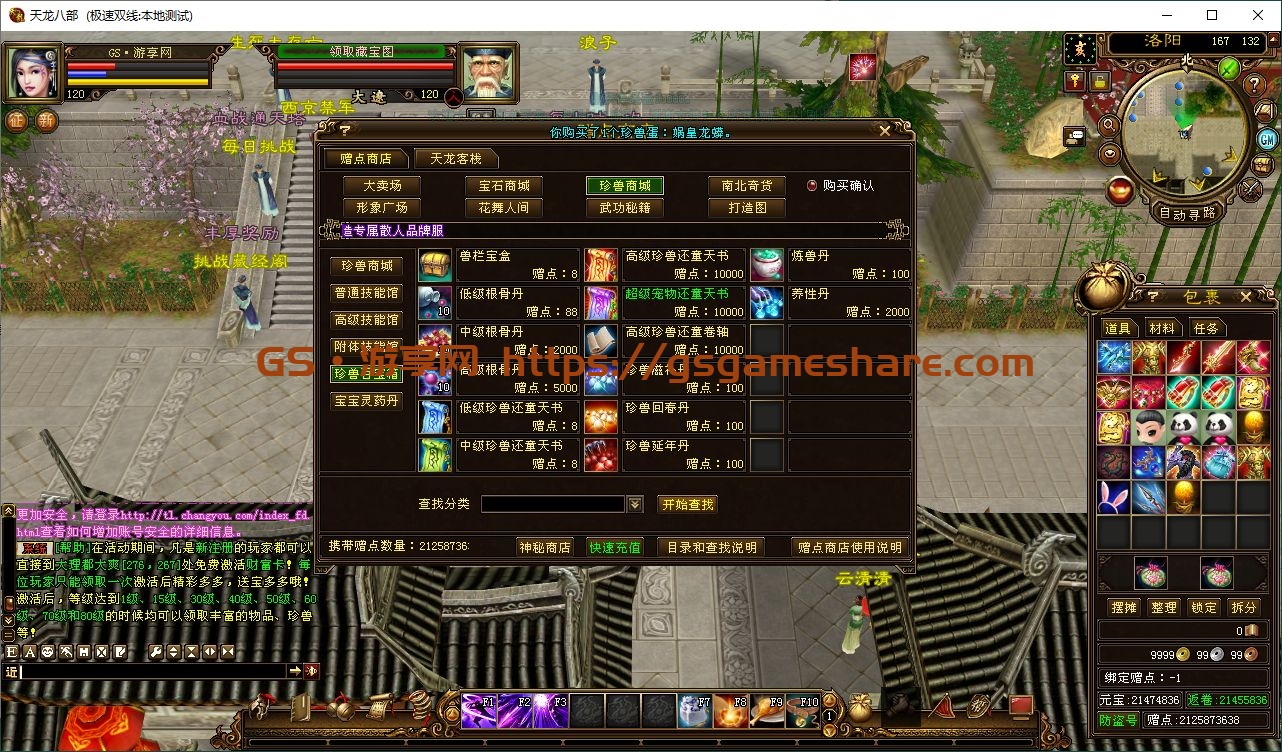 天龙八部 (极速双线:本地测试)
GS·游享网
120
领取藏宝图
大辽
120
浪子
西京禁军
血战通天塔
每日挑战
丰厚奖励
挑战藏经阁
征
新
洛阳
167 132
北
GM
自动寻路
你购买了1个珍兽蛋:娲皇龙蟒。
赠点商店
天龙客栈
大卖场
宝石商城
珍兽商城
南北奇货
购买确认
形象广场
花舞人间
武功秘籍
打造图
专属散人品牌服
珍兽商城
普通技能馆
高级技能馆
附体技能馆
宝宝灵药丹
兽栏宝盒
赠点:8
高级珍兽还童天书
赠点:10000
炼兽丹
赠点:100
低级根骨丹
10
赠点:88
超级宠物还童天书
赠点:10000
养性丹
赠点:2000
中级根骨丹
2000
高级珍兽还童卷轴
赠点:10000
高级根骨丹
10
赠点:5000
赠点:100
低级珍兽还童天书
赠点:8
珍兽回春丹
赠点:100
中级珍兽还童天书
赠点:8
珍兽延年丹
赠点:100
GS·游享网 https://gsgameshare.com
查找分类
开始查找
携带赠点数量:21258736
神秘商店
快速充值
目录和查找说明
赠点商店使用说明
包裹
道具
材料
任务
摆摊
整理
锁定
拆分
0
9999 99 99
绑定赠点:-1
元宝:21474836
返卷:21455836
防盗号
赠点:2125873638
更加安全,请登录http://tl.changyou.com/index_fd.
html查看如何增加账号安全的详细信息。
系统 [帮助]在活动期间,凡是新注册的玩家都可以
直接到大理都大爽[276,267]处免费激活财富卡!每
位玩家只能领取一次激活后精彩多多,送宝多多哦!
激活后,等级达到1级、15级、30级、40级、50级、60
级、70级和80级的时候均可以领取丰富的物品、珍兽
等!
近
云清清
F1
F2
F3
F7
F8
F9
F10
1